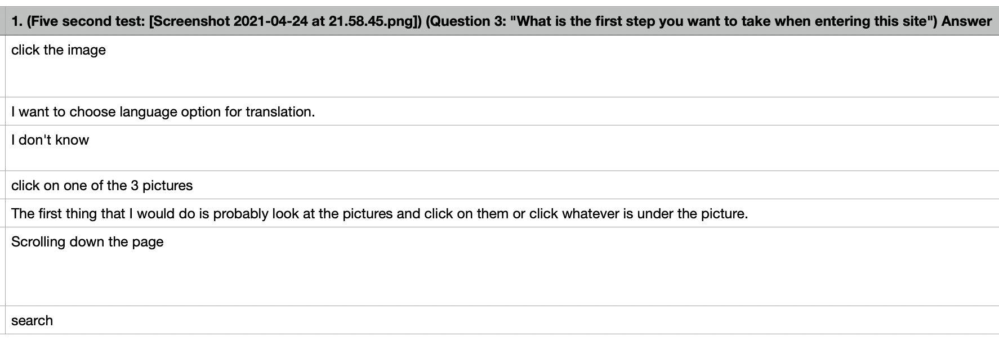 1. (Five second test: [Screenshot 2021-04-24 at 21.58.45.png]) (Question 3: "What is the first step you want to take when entering this site") Answer
click the image
I want to choose language option for translation.
I don't know
click on one of the 3 pictures
The first thing that I would do is probably look at the pictures and click on them or click whatever is under the picture.
Scrolling down the page
search